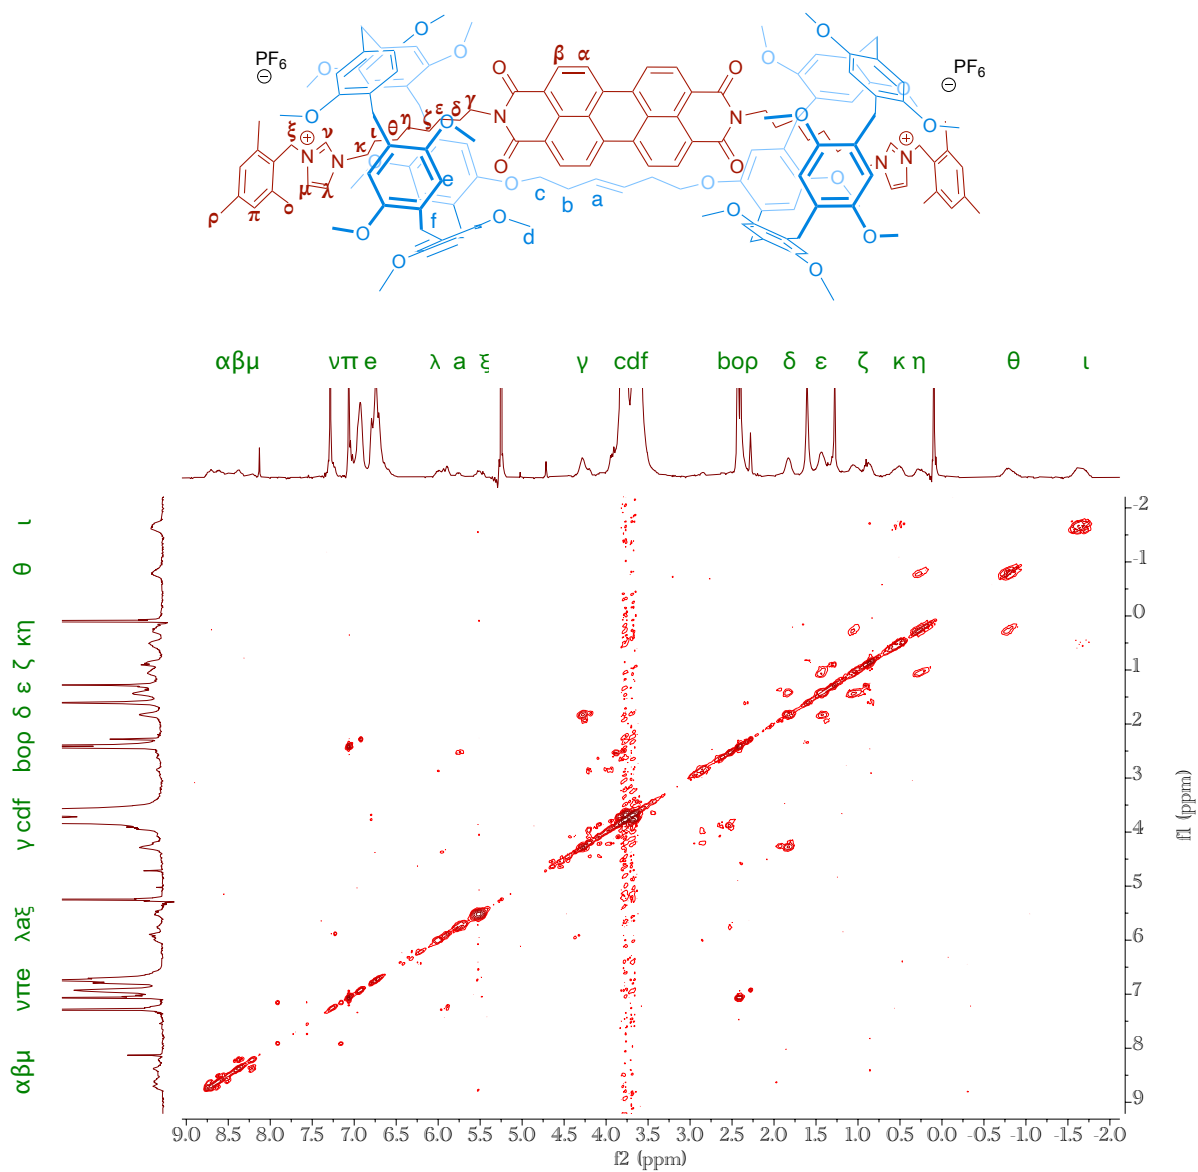 O
O
PF6
⊖
O
O
O
O
β α
O
O
N
N
O
O
ξ
⊕
ν
N
N
κ
ι
θ
η
ζ
ε
δ
γ
μ
λ
ο
π
ρ
O
O
e
O
f
O
O
d
O
c
b
a
O
O
O
O
O
O
O
O
O
O
N
⊕
N
PF6
⊖
αβμ νπ e λ a ξ γ cdf boρ δ ε ζ κ η θ ι
ι
θ
κη
ζ
ε
δ
boρ
cdf
γ
λaξ
νπe
αβμ
-2
-1
0
1
2
3
4
5
6
7
8
9
f1 (ppm)
9.0 8.5 8.0 7.5 7.0 6.5 6.0 5.5 5.0 4.5 4.0 3.5 3.0 2.5 2.0 1.5 1.0 0.5 0.0 -0.5 -1.0 -1.5 -2.0
f2 (ppm)